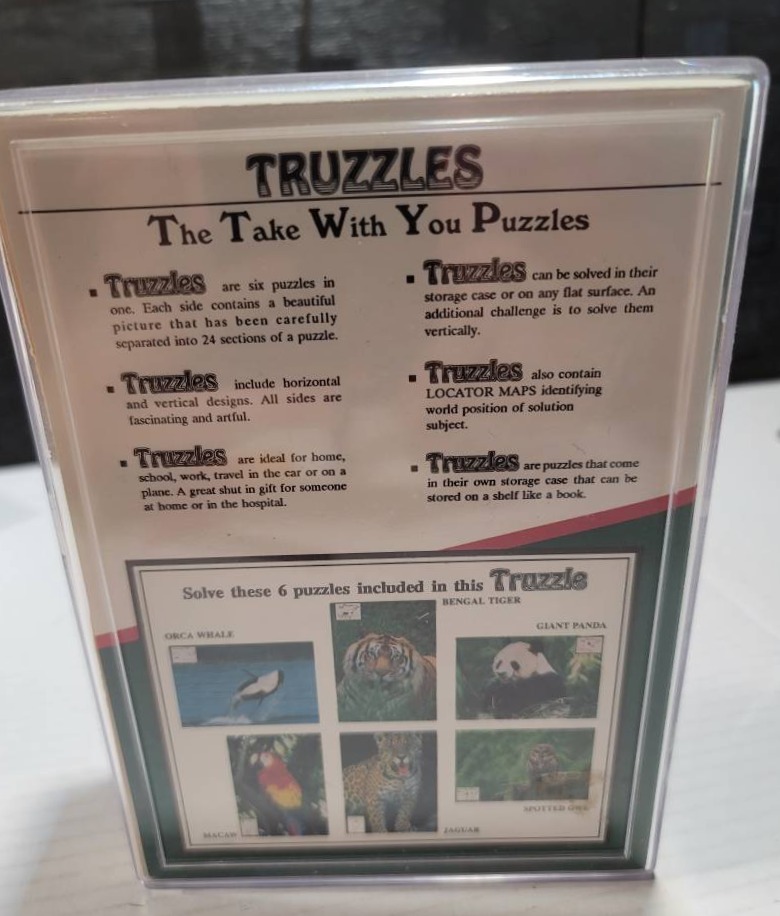 TRUZZLES
The Take With You Puzzles
Truzzles are six puzzles in
one. Each side contains a beautiful
picture that has been carefully
separated into 24 sections of a puzzle.
Truzzles include horizontal
and vertical designs. All sides are
fascinating and artful.
Truzzles are ideal for home,
school, work, travel in the car or on a
plane. A great shut in gift for someone
at home or in the hospital.
Truzzles can be solved in their
storage case or on any flat surface. An
additional challenge is to solve them
vertically.
Truzzles also contain
LOCATOR MAPS identifying
world position of solution
subject.
Truzzles are puzzles that come
in their own storage case that can be
stored on a shelf like a book.
Solve these 6 puzzles included in this Truzzle
ORCA WHALE
BENGAL TIGER
GIANT PANDA
MACAW
JAGUAR
SPOTTED OWL